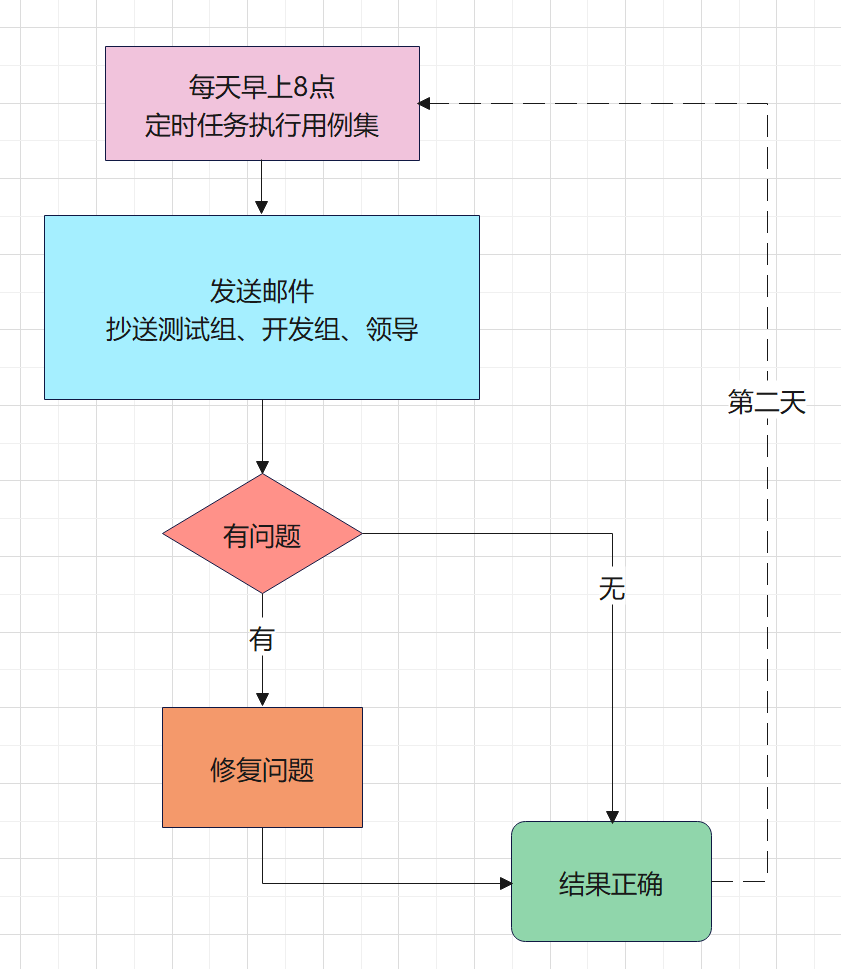 每天早上8点
定时任务执行用例集
发送邮件
抄送测试组、开发组、领导
第二天
有问题
无
有
修复问题
结果正确